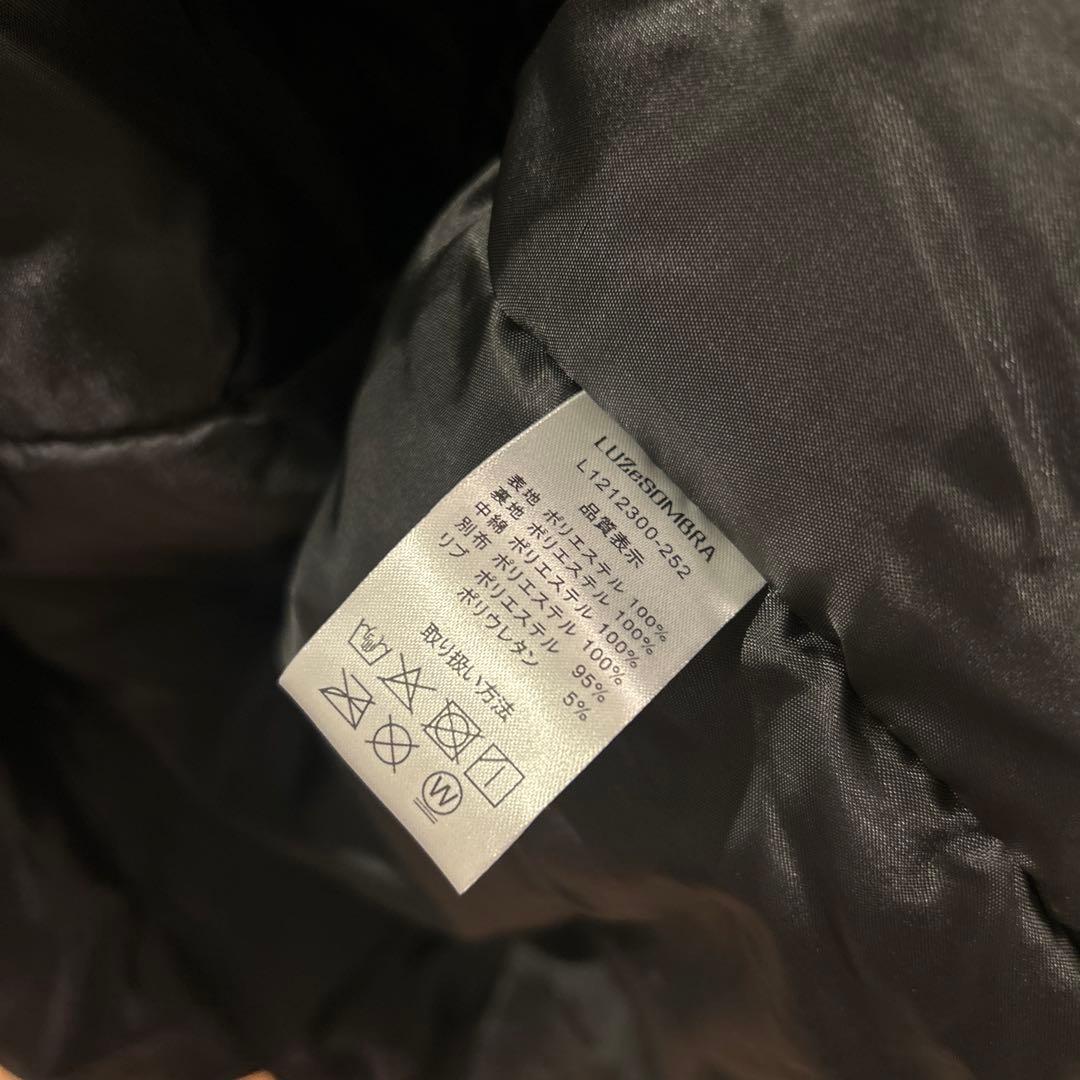 LUZeSOMBRA
L1212300-252
品質表示
表地 ポリエステル 100%
裏地 ポリエステル 100%
中綿 ポリエステル 100%
別布 ポリエステル 100%
リブ ポリエステル 95%
ポリウレタン 5%
取り扱い方法
W